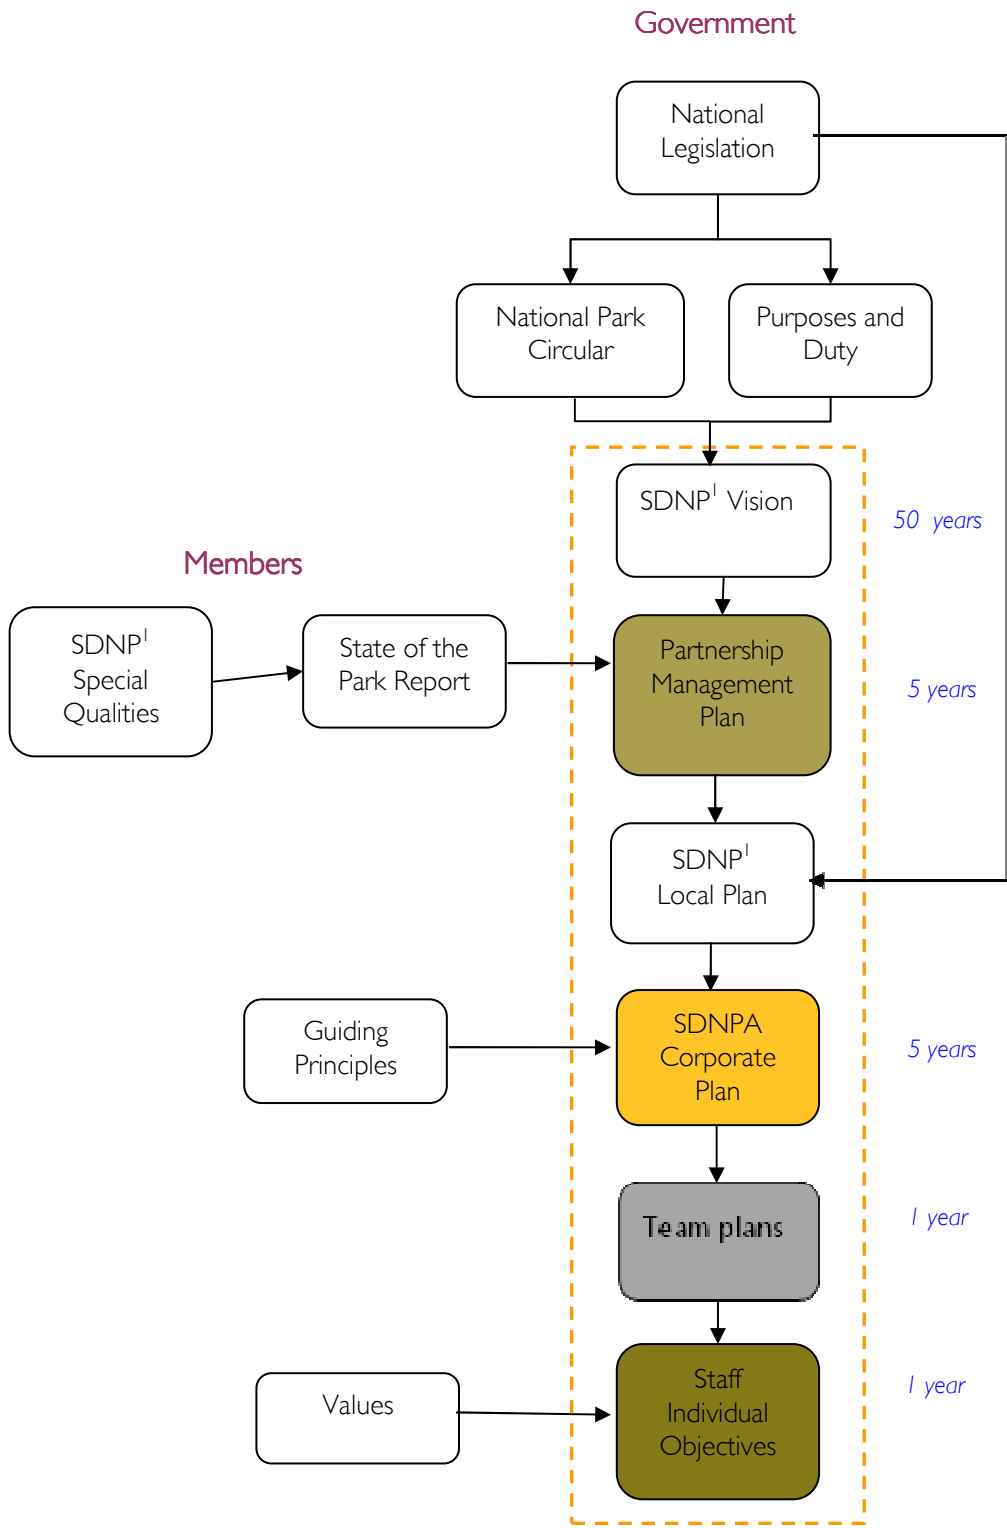 Government
National
Legislation
National Park
Circular
Purposes and
Duty
SDNP¹ Vision
50 years
Members
SDNP¹
Special
Qualities
State of the
Park Report
Partnership
Management
Plan
5 years
SDNP¹
Local Plan
Guiding
Principles
SDNPA
Corporate
Plan
5 years
Team plans
1 year
Values
Staff
Individual
Objectives
1 year